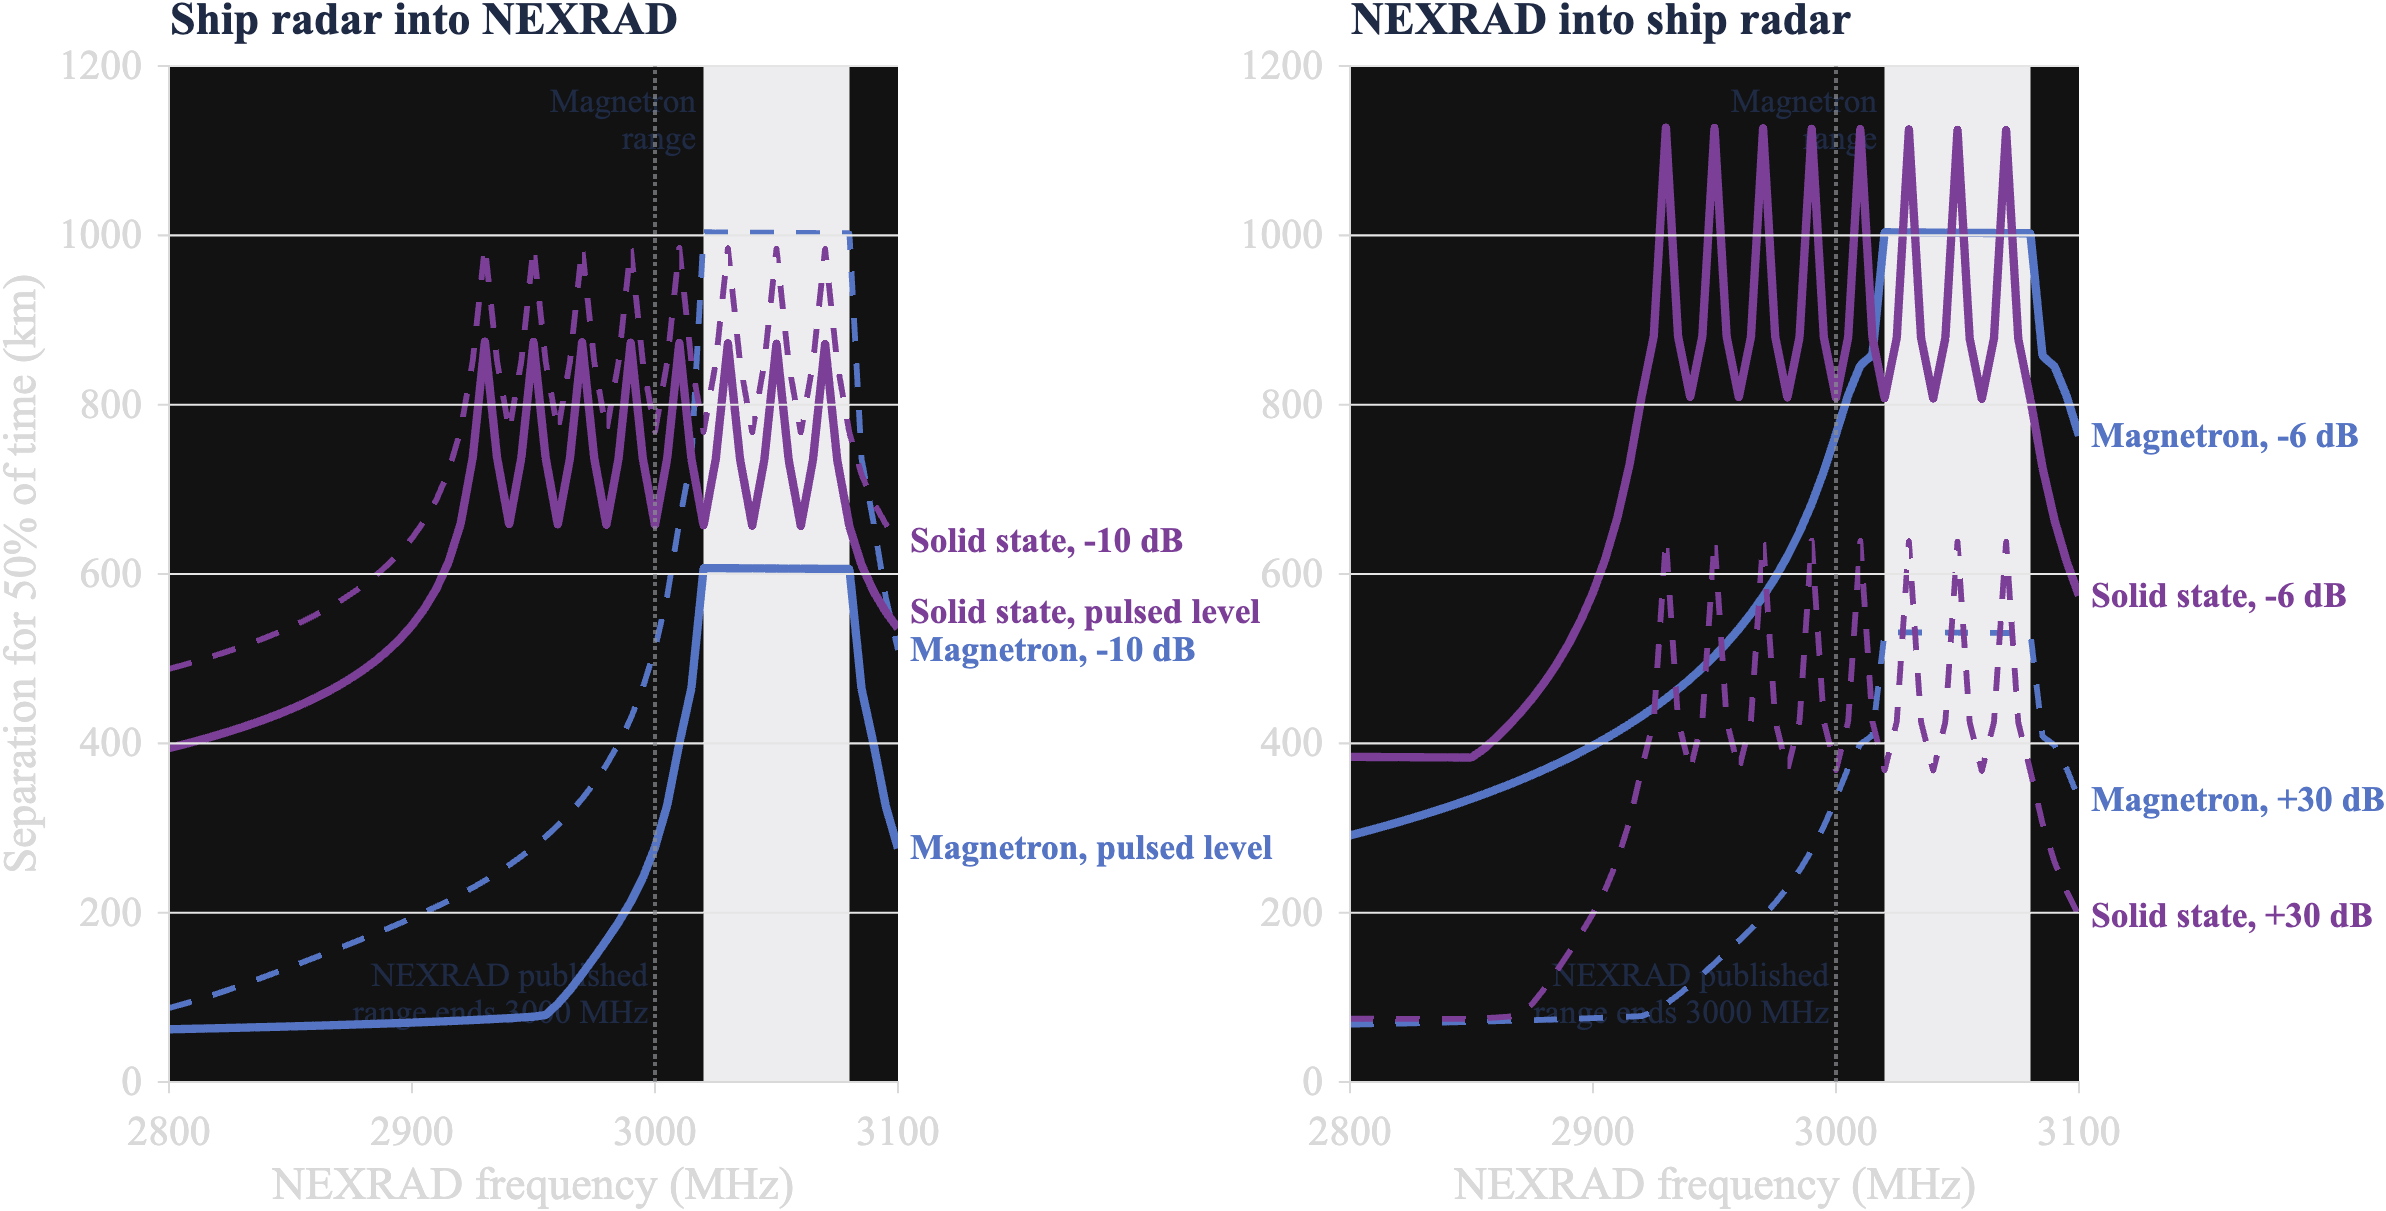 Ship radar into NEXRAD
1200
1000
800
600
400
200
0
Separation for 50% of time (km)
Magnetron
range
NEXRAD published
range ends 3000 MHz
Solid state, -10 dB
Solid state, pulsed level
Magnetron, -10 dB
Magnetron, pulsed level
2800
2900
3000
3100
NEXRAD frequency (MHz)
NEXRAD into ship radar
1200
1000
800
600
400
200
0
Magnetron
range
NEXRAD published
range ends 3000 MHz
Magnetron, -6 dB
Solid state, -6 dB
Magnetron, +30 dB
Solid state, +30 dB
2800
2900
3000
3100
NEXRAD frequency (MHz)